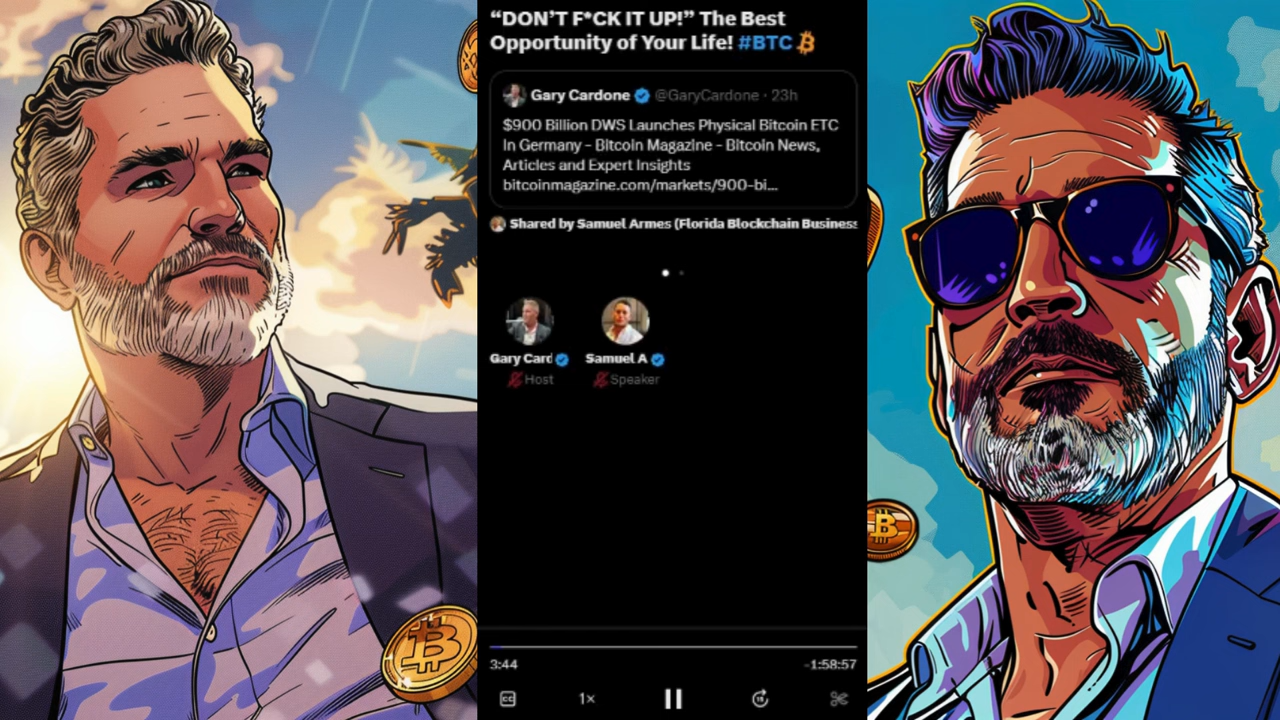 “DON’T F*CK IT UP!” The Best
Opportunity of Your Life! #BTC
Gary Cardone @GaryCardone · 23h
$900 Billion DWS Launches Physical Bitcoin ETC
In Germany - Bitcoin Magazine - Bitcoin News,
Articles and Expert Insights
bitcoinmagazine.com/markets/900-bi...
Shared by Samuel Armes (Florida Blockchain Business
Gary Card
Samuel A
Host
Speaker
3:44
-1:58:57
CC
1×
15